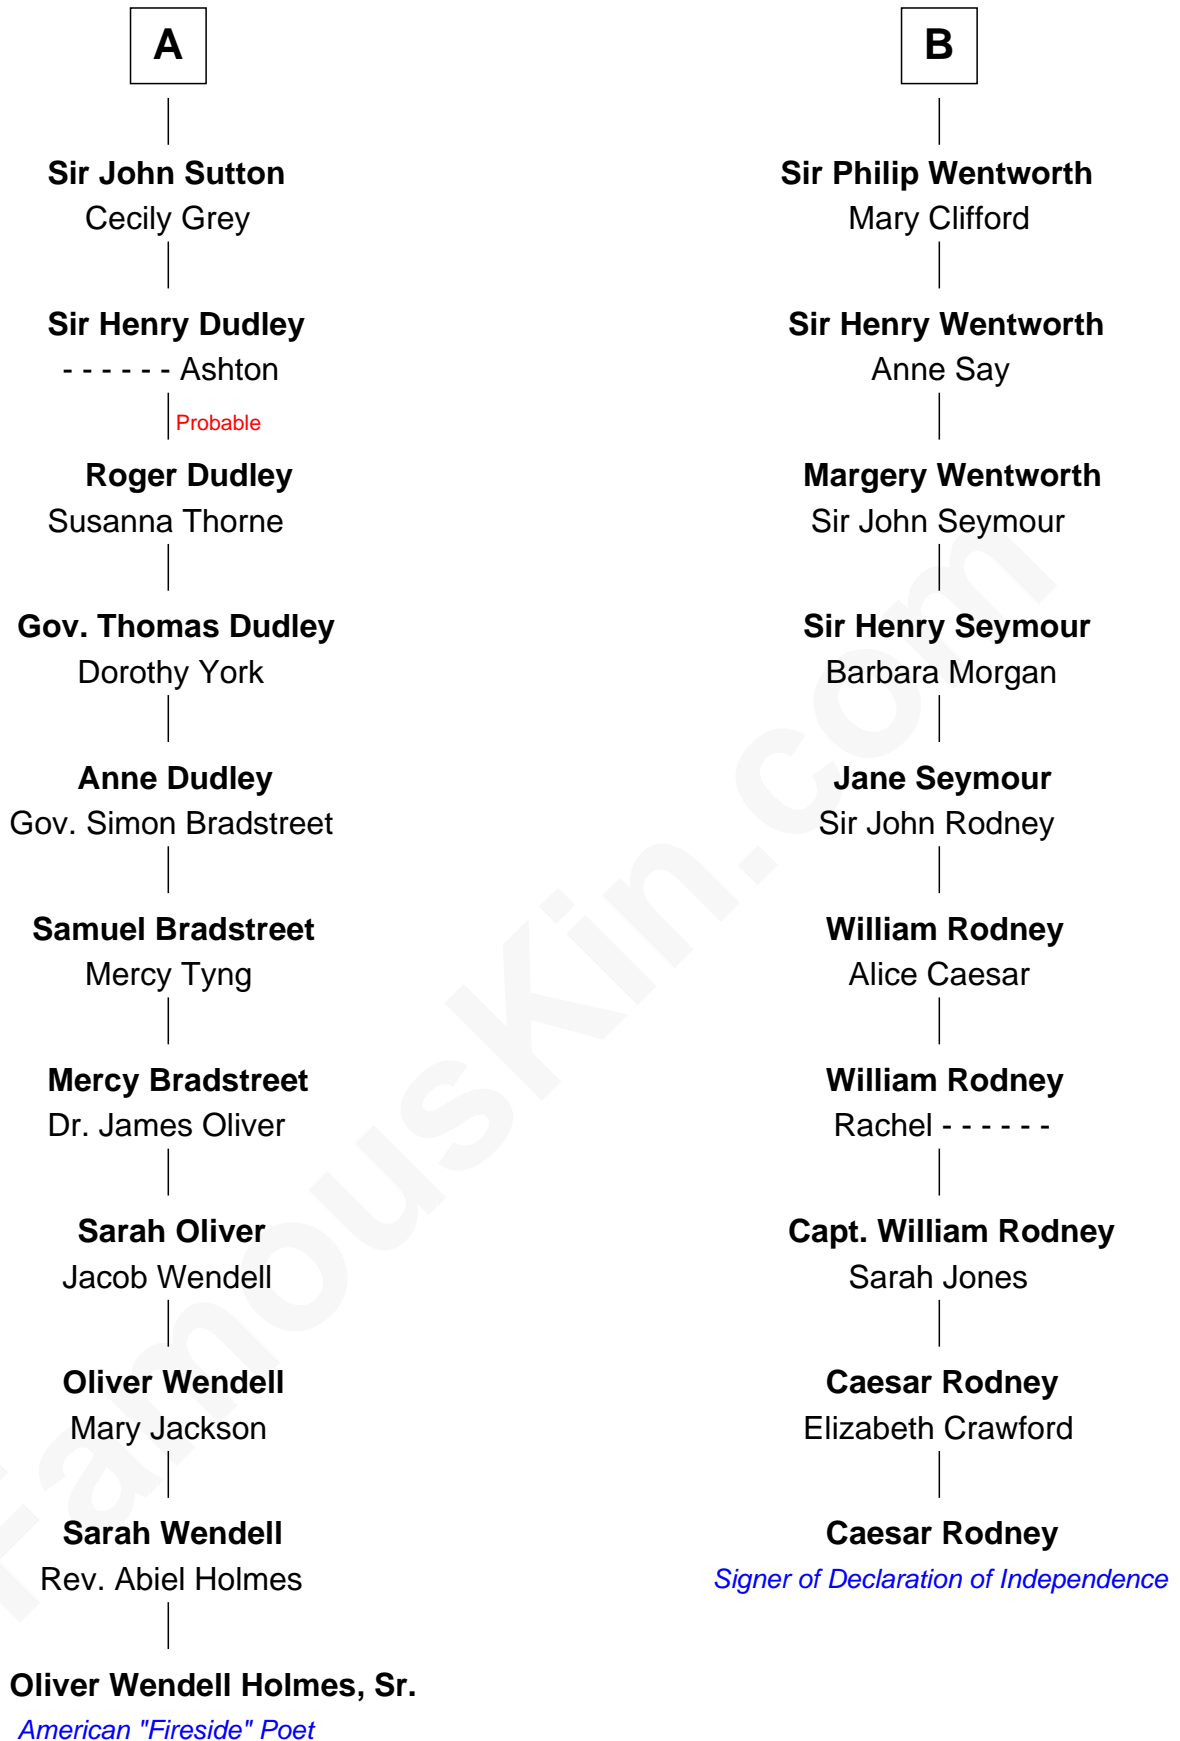 A
Sir John Sutton
Cecily Grey
Sir Henry Dudley
- - - - - - Ashton
Probable
Roger Dudley
Susanna Thorne
Gov. Thomas Dudley
Dorothy York
Anne Dudley
Gov. Simon Bradstreet
Samuel Bradstreet
Mercy Tyng
Mercy Bradstreet
Dr. James Oliver
Sarah Oliver
Jacob Wendell
Oliver Wendell
Mary Jackson
Sarah Wendell
Rev. Abiel Holmes
Oliver Wendell Holmes, Sr.
American "Fireside" Poet
B
Sir Philip Wentworth
Mary Clifford
Sir Henry Wentworth
Anne Say
Margery Wentworth
Sir John Seymour
Sir Henry Seymour
Barbara Morgan
Jane Seymour
Sir John Rodney
William Rodney
Alice Caesar
William Rodney
Rachel - - - - - -
Capt. William Rodney
Sarah Jones
Caesar Rodney
Elizabeth Crawford
Caesar Rodney
Signer of Declaration of Independence
FamousKin.com